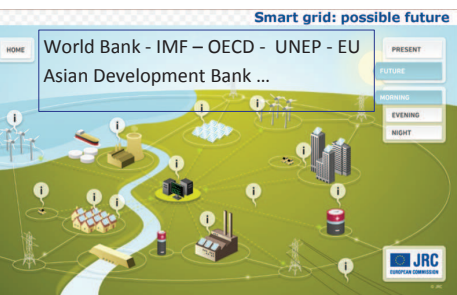 Smart grid: possible future
HOME
World Bank - IMF – OECD - UNEP - EU
Asian Development Bank ...
PRESENT
FUTURE
MORNING
EVENING
NIGHT
i
i
i
i
i
i
i
i
i
i
i
i
JRC
EUROPEAN COMMISSION
© JRC